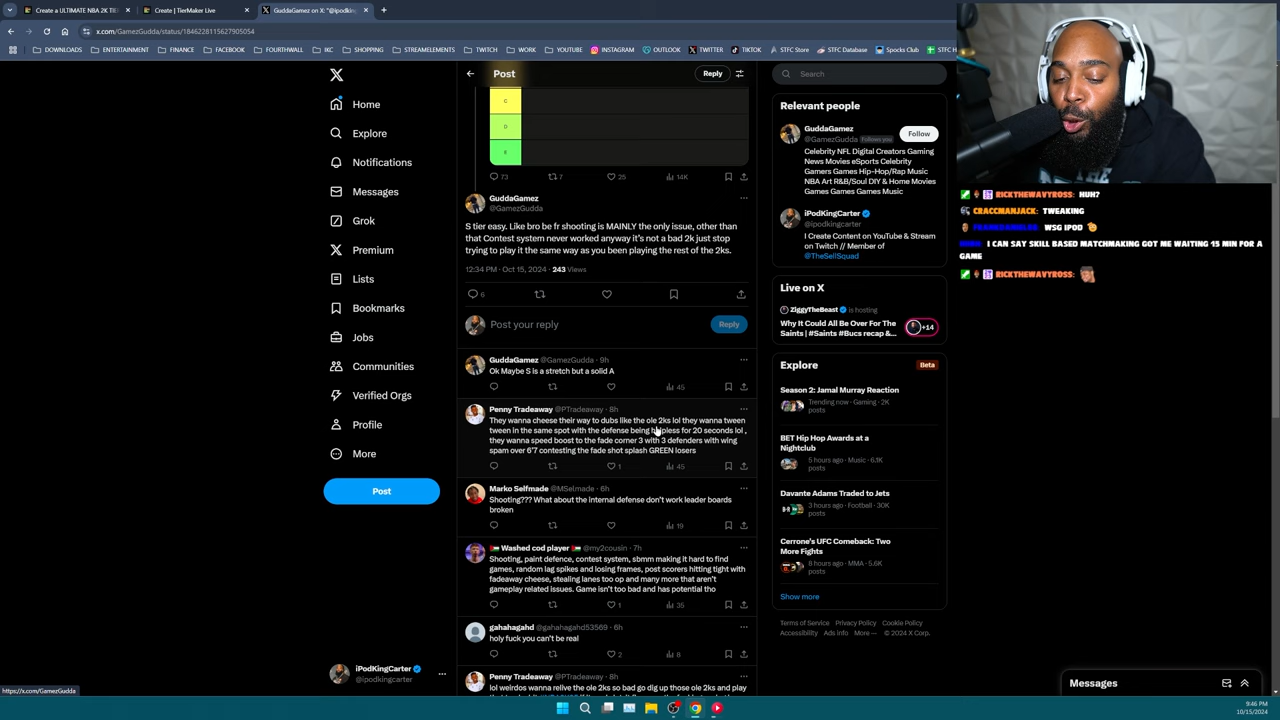 Create a ULTIMATE NBA 2K TIE
Create | TierMaker Live
GuddaGamez on X: "@ipodkin
x.com/GamezGudda/status/1846228115627905054
DOWNLOADS
ENTERTAINMENT
FINANCE
FACEBOOK
FOURTHWALL
IKC
SHOPPING
STREAMELEMENTS
TWITCH
WORK
YOUTUBE
INSTAGRAM
OUTLOOK
TWITTER
TIKTOK
STFC Store
STFC Database
Spocks Club
STFC H
Home
Explore
Notifications
Messages
Grok
Premium
Lists
Bookmarks
Jobs
Communities
Verified Orgs
Profile
More
Post
iPodKingCarter
@ipodkingcarter
https://x.com/GamezGudda
Post
Reply
C
D
73
7
25
14K
GuddaGamez
@GamezGudda
S tier easy. Like bro be fr shooting is MAINLY the only issue, other than
that Contest system never worked anyway it's not a bad 2k just stop
trying to play it the same way as you been playing the rest of the 2ks.
12:34 PM · Oct 15, 2024 · 243 Views
6
Post your reply
Reply
GuddaGamez @GamezGudda · 9h
Ok Maybe S is a stretch but a solid A
45
Penny Tradeaway @PTradeaway · 8h
They wanna cheese their way to dubs like the ole 2ks lol they wanna tween
tween in the same spot with the defense being hlpless for 20 seconds lol ,
they wanna speed boost to the fade corner 3 with 3 defenders with wing
spam over 6'7 contesting the fade shot splash GREEN losers
1
45
Marko Selfmade @MSelmade · 6h
Shooting??? What about the internal defense don't work leader boards
broken
19
Washed cod player @my2cousin · 7h
Shooting, paint defence, contest system, sbmm making it hard to find
games, random lag spikes and losing frames, post scorers hitting tight with
fadeaway cheese, stealing lanes too op and many more that aren't
gameplay related issues. Game isn't too bad and has potential tho
1
35
gahahagahd @gahahagahd53569 · 6h
holy fuck you can't be real
2
8
Penny Tradeaway @PTradeaway · 8h
lol weirdos wanna relive the ole 2ks so bad go dig up those ole 2ks and play
Search
Relevant people
GuddaGamez
@GamezGudda Follows you
Follow
Celebrity NFL Digital Creators Gaming
News Movies eSports Celebrity
Gamers Games Hip-Hop/Rap Music
NBA Art R&B/Soul DIY & Home Movies
Games Games Games Music
iPodKingCarter
@ipodkingcarter
I Create Content on YouTube & Stream
on Twitch // Member of
@TheSellSquad
Live on X
ZiggyTheBeast is hosting
Why It Could All Be Over For The
Saints | #Saints #Bucs recap &...
+14
Explore
Beta
Season 2: Jamal Murray Reaction
Trending now · Gaming · 2K
posts
BET Hip Hop Awards at a
Nightclub
5 hours ago · Music · 6.1K
posts
Davante Adams Traded to Jets
3 hours ago · Football · 30K
posts
Cerrone's UFC Comeback: Two
More Fights
8 hours ago · MMA · 5.6K
posts
Show more
Terms of Service Privacy Policy Cookie Policy
Accessibility Ads info More ··· © 2024 X Corp.
Messages
RICKTHEWAVYROSS: HUH?
CRACCMANJACK: TWEAKING
WSG IPOD
I CAN SAY SKILL BASED MATCHMAKING GOT ME WAITING 15 MIN FOR A
GAME
RICKTHEWAVYROSS:
9:46 PM
10/15/2024